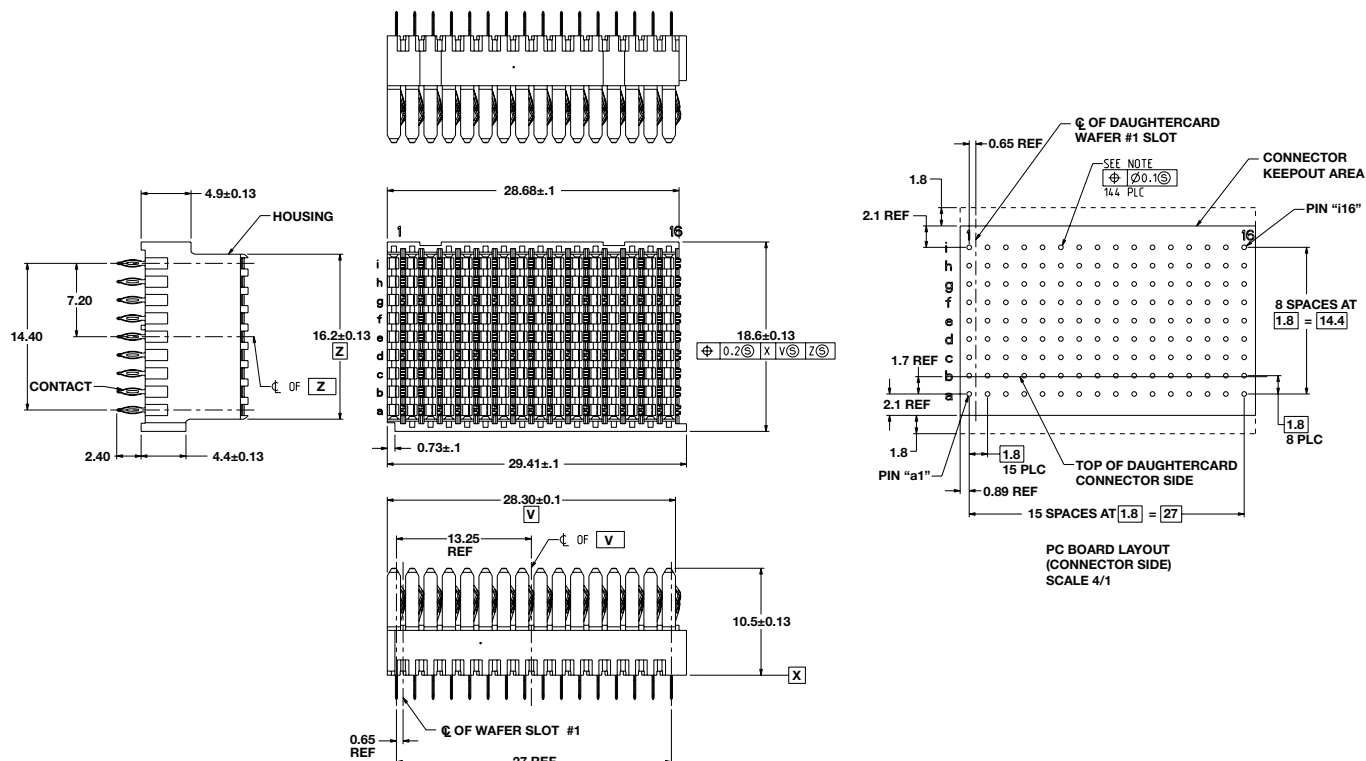 4.9±0.13
HOUSING
7.20
14.40
16.2±0.13
Z
CONTACT
℄ OF Z
2.40
4.4±0.13
28.68±.1
1
16
i
h
g
f
e
d
c
b
a
18.6±0.13
⌖ 0.2Ⓢ X VⓈ ZⓈ
0.73±.1
29.41±.1
28.30±0.1
V
13.25
REF
℄ OF V
10.5±0.13
X
℄ OF WAFER SLOT #1
0.65
REF
27 REF
℄ OF DAUGHTERCARD
WAFER #1 SLOT
0.65 REF
SEE NOTE
⌖ Ø0.1Ⓢ
144 PLC
CONNECTOR
KEEPOUT AREA
1.8
2.1 REF
PIN "i16"
1
16
i
h
g
f
e
d
c
b
a
8 SPACES AT
1.8 = 14.4
1.7 REF
2.1 REF
1.8
8 PLC
1.8
1.8
15 PLC
TOP OF DAUGHTERCARD
CONNECTOR SIDE
PIN "a1"
0.89 REF
15 SPACES AT 1.8 = 27
PC BOARD LAYOUT
(CONNECTOR SIDE)
SCALE 4/1